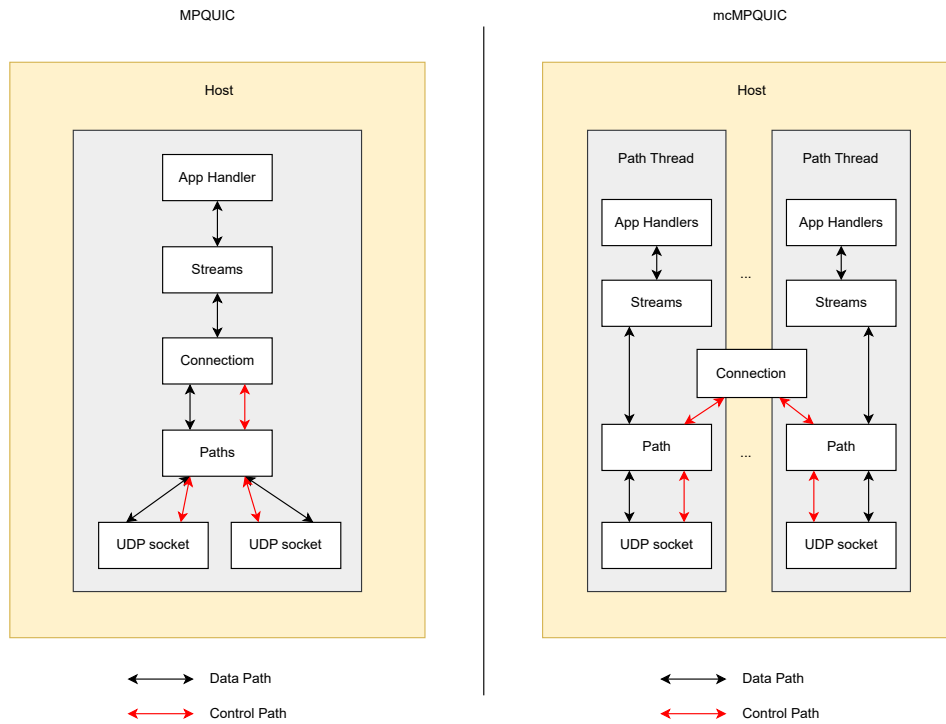 MPQUIC
Host
App Handler
Streams
Connectiom
Paths
UDP socket
UDP socket
Data Path
Control Path
mcMPQUIC
Host
Path Thread
Path Thread
App Handlers
App Handlers
...
Streams
Streams
Connection
Path
...
Path
UDP socket
UDP socket
Data Path
Control Path